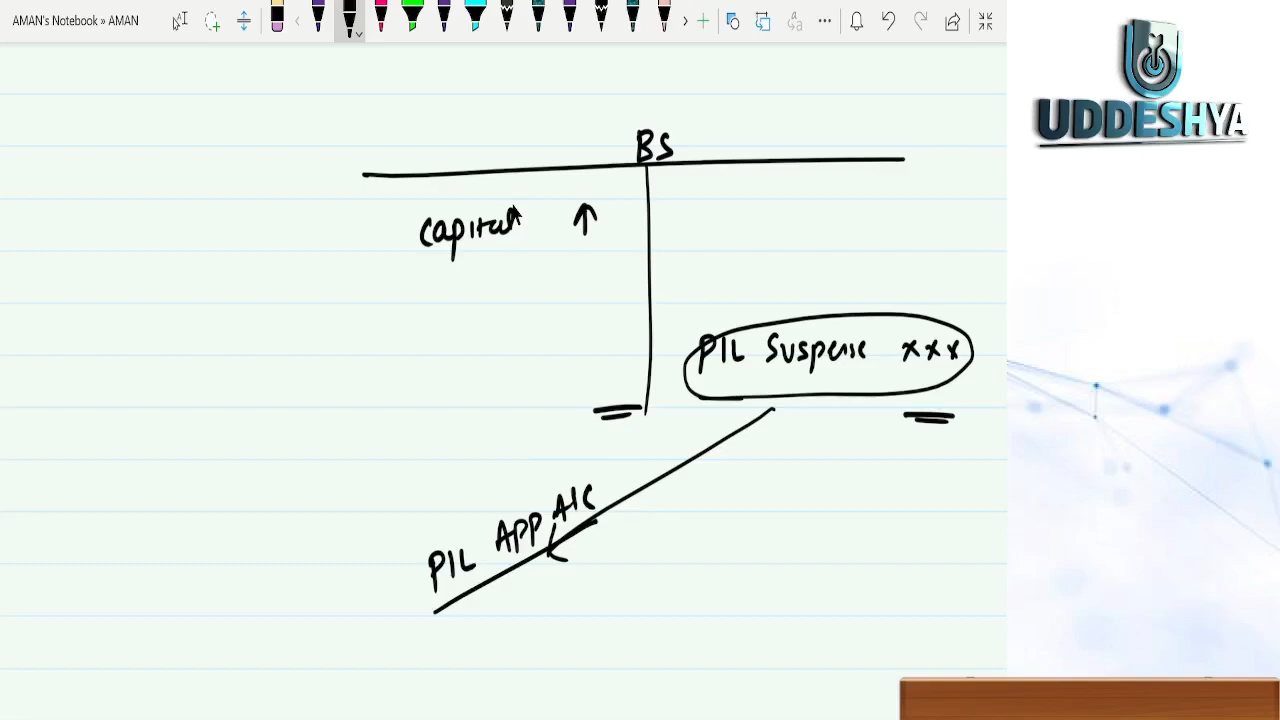 AMAN's Notebook » AMAN
UDDESHYA
BS
Capital ↑
P/L Suspense xxx
P/L APP A/C